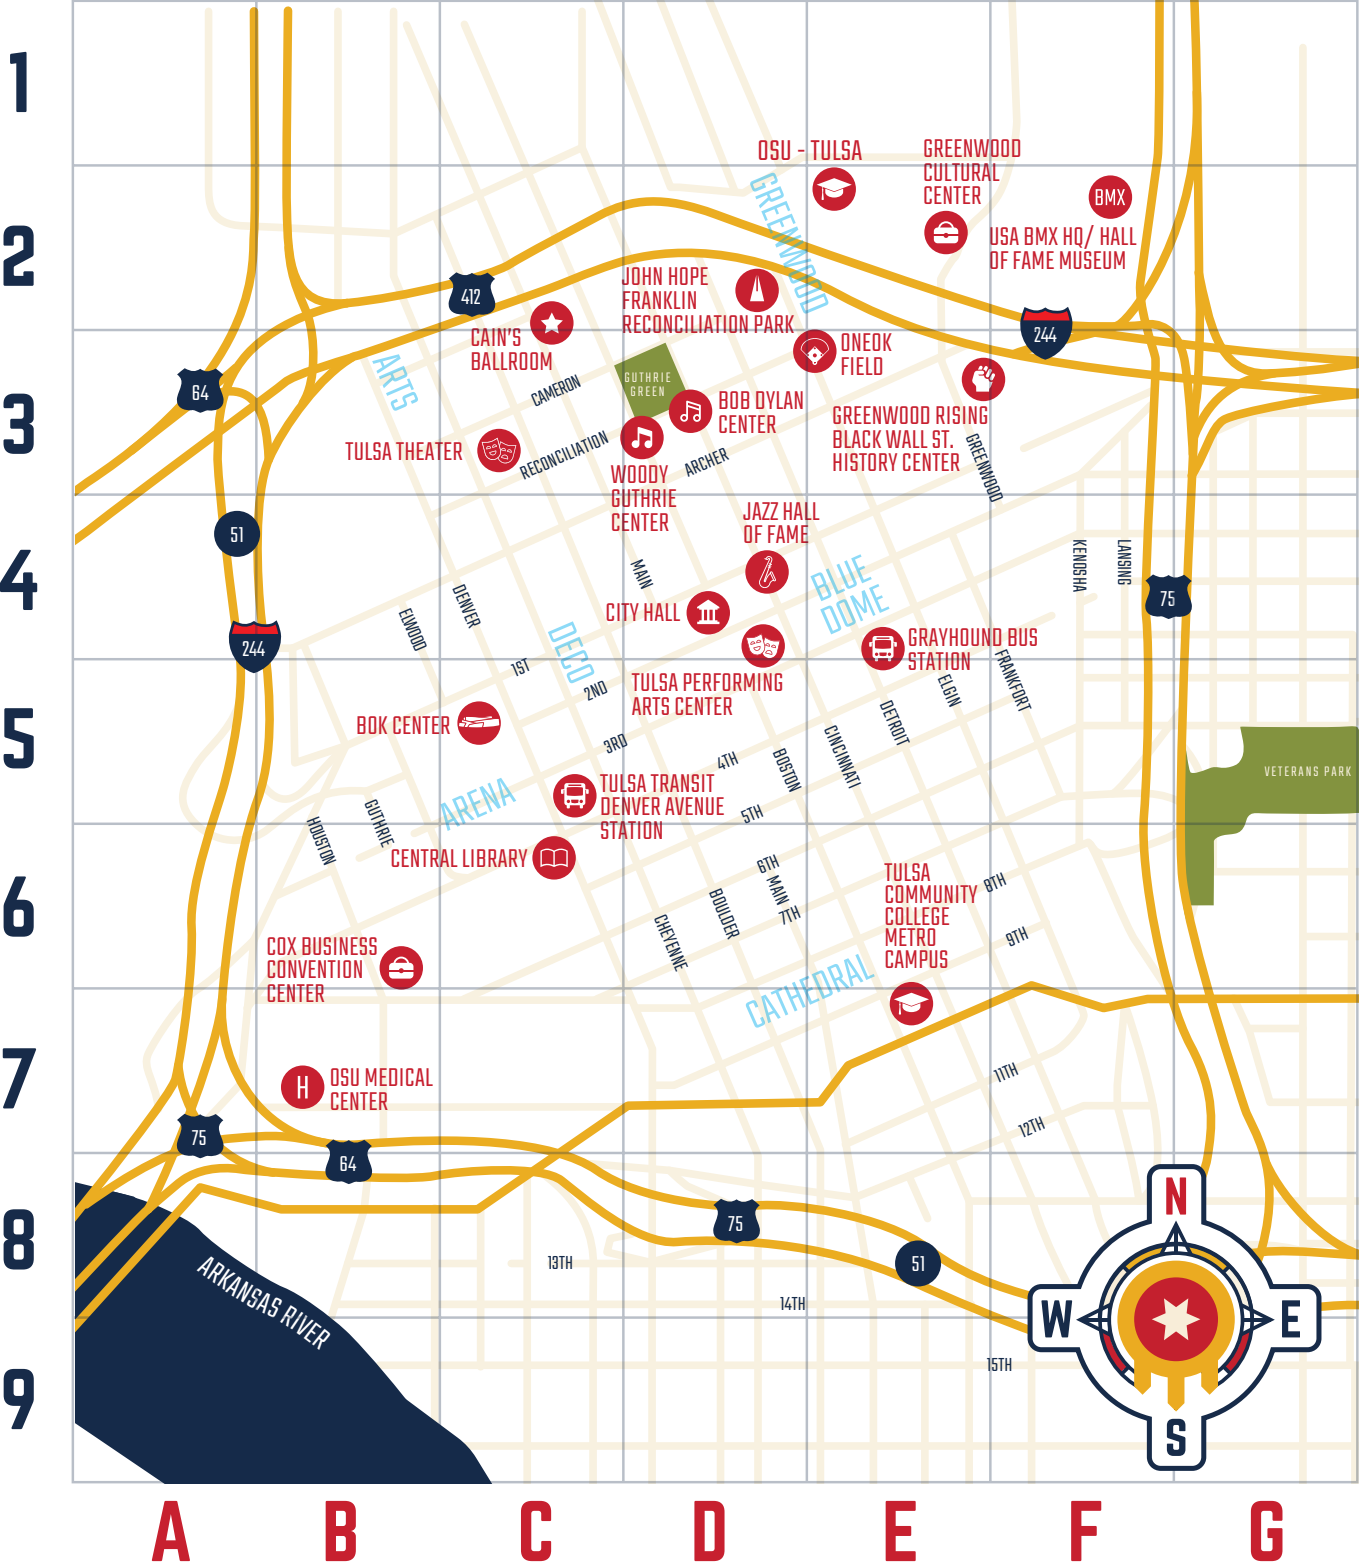 1
2
3
4
5
6
7
8
9
A
B
C
D
E
F
G
OSU - TULSA
GREENWOOD
CULTURAL
CENTER
BMX
USA BMX HQ/ HALL
OF FAME MUSEUM
GREENWOOD
JOHN HOPE
FRANKLIN
RECONCILIATION PARK
412
CAIN'S
BALLROOM
ONEOK
FIELD
244
64
ARTS
CAMERON
GUTHRIE
GREEN
BOB DYLAN
CENTER
GREENWOOD RISING
BLACK WALL ST.
HISTORY CENTER
GREENWOOD
TULSA THEATER
RECONCILIATION
WOODY
GUTHRIE
CENTER
ARCHER
JAZZ HALL
OF FAME
51
MAIN
BLUE
DOME
KENOSHA
LANSING
75
ELWOOD
DENVER
CITY HALL
DECO
244
GRAYHOUND BUS
STATION
1ST
2ND
TULSA PERFORMING
ARTS CENTER
ELGIN
FRANKFORT
BOK CENTER
3RD
4TH
BOSTON
CINCINNATI
DETROIT
VETERANS PARK
ARENA
TULSA TRANSIT
DENVER AVENUE
STATION
5TH
HOUSTON
GUTHRIE
CENTRAL LIBRARY
6TH
MAIN
7TH
BOULDER
CHEYENNE
TULSA
COMMUNITY
COLLEGE
METRO
CAMPUS
8TH
9TH
COX BUSINESS
CONVENTION
CENTER
CATHEDRAL
H
OSU MEDICAL
CENTER
11TH
12TH
75
64
75
51
13TH
14TH
15TH
ARKANSAS RIVER
N
W
E
S